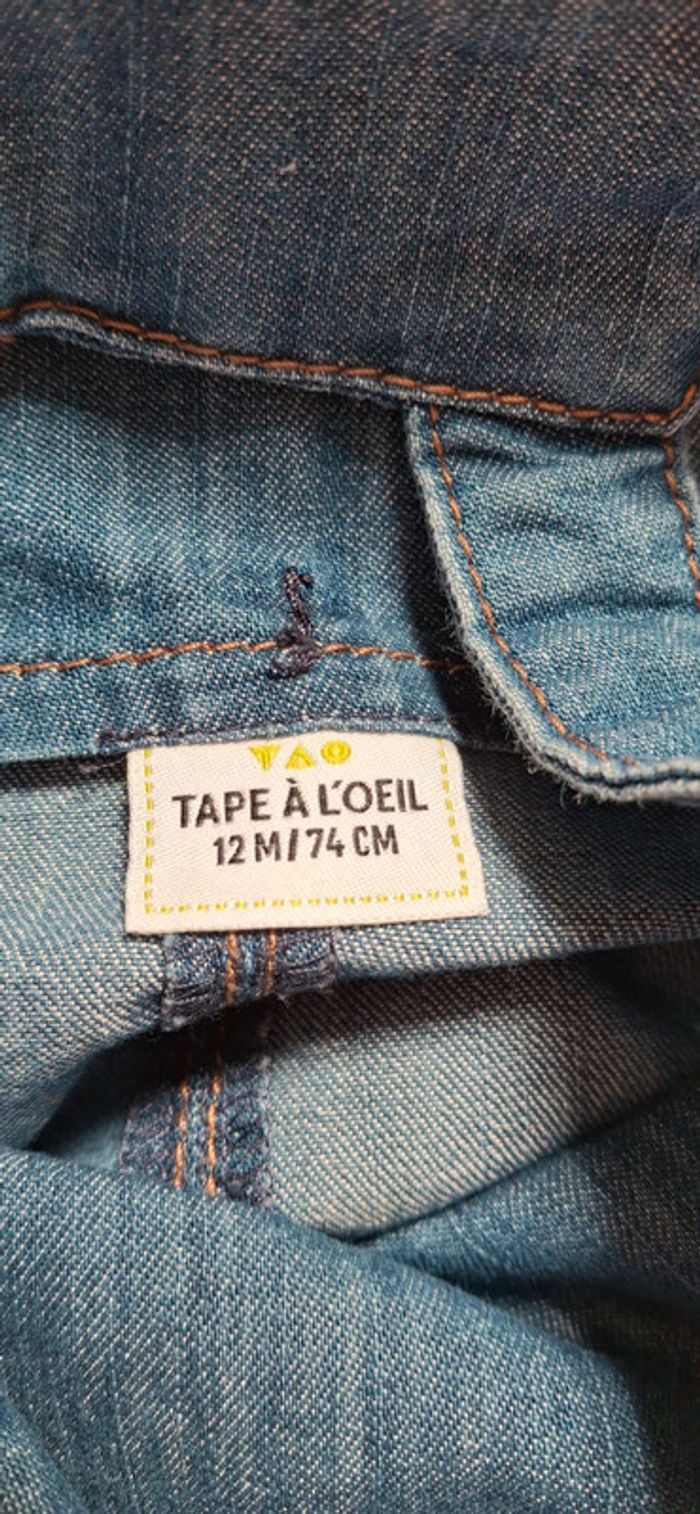 TAO
TAPE À L'OEIL
12 M/74 CM